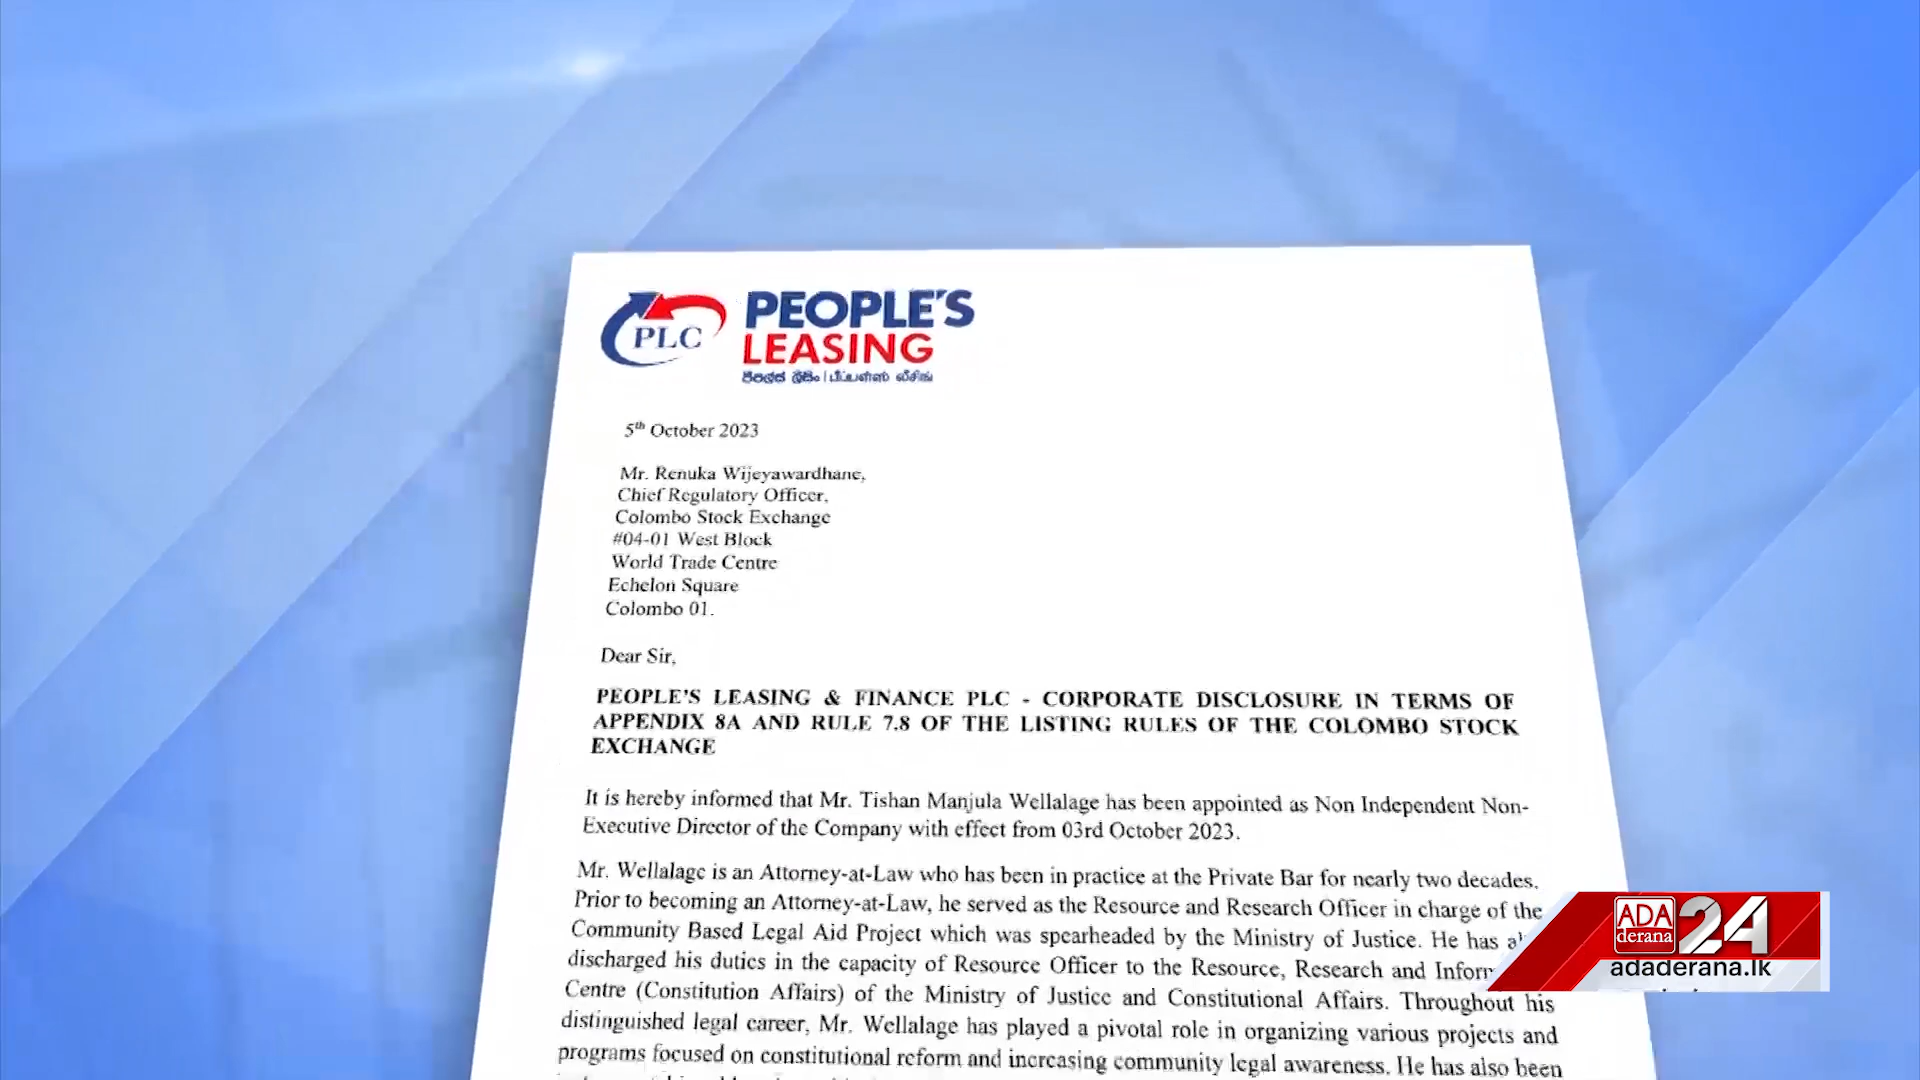 PLC
PEOPLE'S
LEASING
පීපල්ස් ලීසිං | பீப்பள்ஸ் லீசிங்
5th October 2023
Mr. Renuka Wijeyawardhane,
Chief Regulatory Officer,
Colombo Stock Exchange
#04-01 West Block
World Trade Centre
Echelon Square
Colombo 01.
Dear Sir,
PEOPLE'S LEASING & FINANCE PLC - CORPORATE DISCLOSURE IN TERMS OF
APPENDIX 8A AND RULE 7.8 OF THE LISTING RULES OF THE COLOMBO STOCK
EXCHANGE
It is hereby informed that Mr. Tishan Manjula Wellalage has been appointed as Non Independent Non-
Executive Director of the Company with effect from 03rd October 2023.
Mr. Wellalage is an Attorney-at-Law who has been in practice at the Private Bar for nearly two decades.
Prior to becoming an Attorney-at-Law, he served as the Resource and Research Officer in charge of the
Community Based Legal Aid Project which was spearheaded by the Ministry of Justice. He has
discharged his duties in the capacity of Resource Officer to the Resource, Research and
Centre (Constitution Affairs) of the Ministry of Justice and Constitutional Affairs. Throughout his
distinguished legal career, Mr. Wellalage has played a pivotal role in organizing various projects and
programs focused on constitutional reform and increasing community legal awareness. He has also been
ADA
derana
24
adaderana.lk